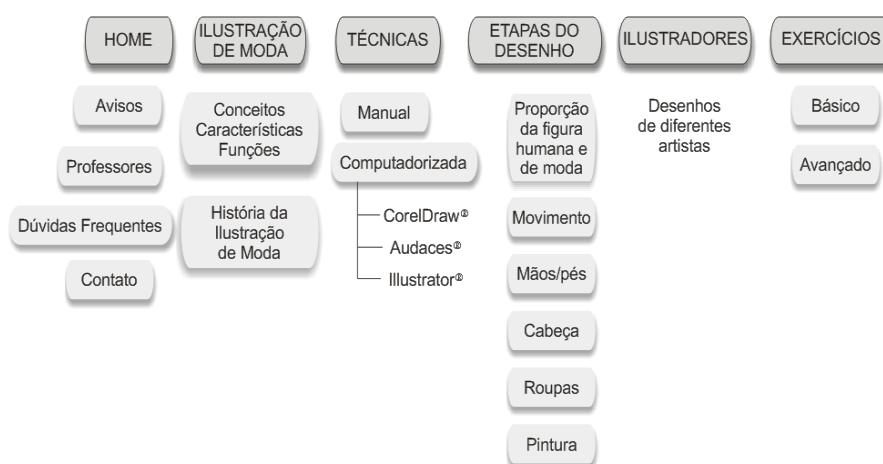 HOME
ILUSTRAÇÃO
DE MODA
TÉCNICAS
ETAPAS DO
DESENHO
ILUSTRADORES
EXERCÍCIOS
Avisos
Professores
Dúvidas Frequentes
Contato
Conceitos
Características
Funções
História da
Ilustração
de Moda
Manual
Computadorizada
CorelDraw®
Audaces®
Illustrator®
Proporção
da figura
humana e
de moda
Movimento
Mãos/pés
Cabeça
Roupas
Pintura
Desenhos
de diferentes
artistas
Básico
Avançado